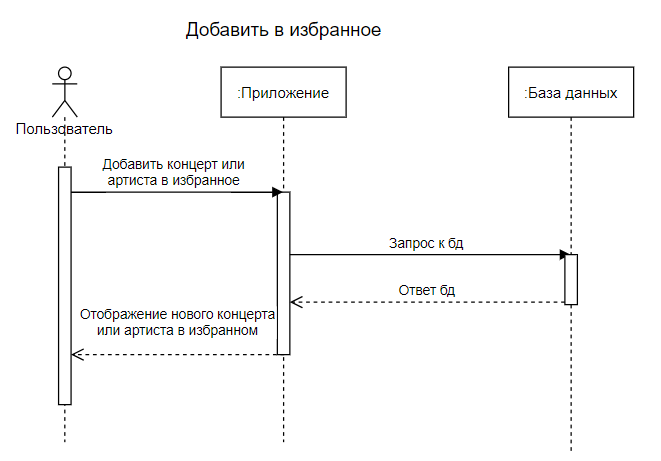 Добавить в избранное
Пользователь
:Приложение
:База данных
Добавить концерт или
артиста в избранное
Запрос к бд
Ответ бд
Отображение нового концерта
или артиста в избранном